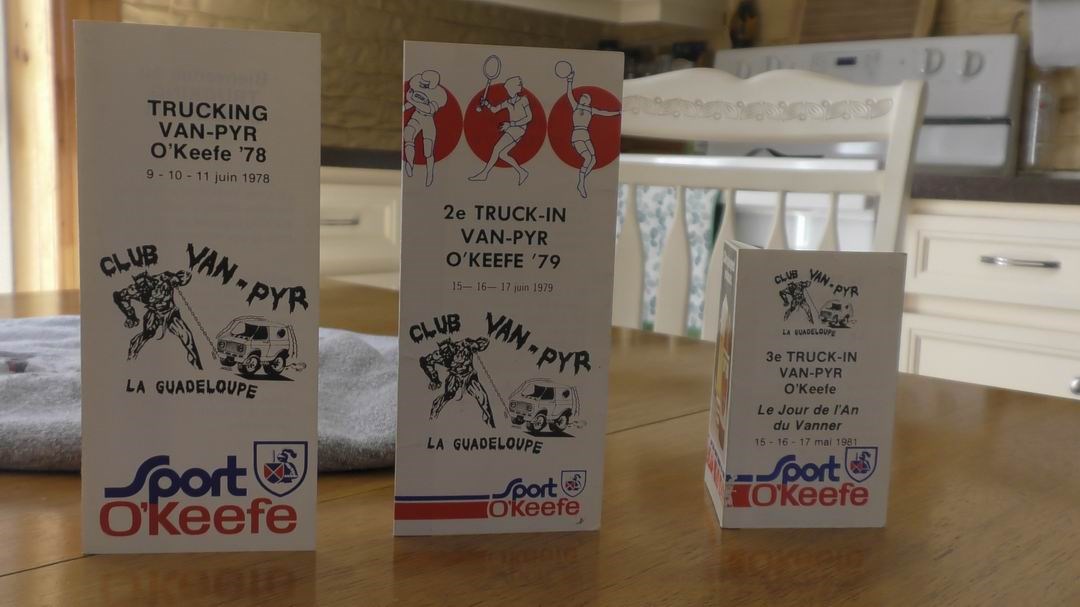 TRUCKING
VAN-PYR
O'Keefe '78
9 - 10 - 11 juin 1978
CLUB VAN-PYR
LA GUADELOUPE
Sport
O'Keefe
2e TRUCK-IN
VAN-PYR
O'KEEFE '79
15— 16— 17 juin 1979
CLUB VAN-PYR
LA GUADELOUPE
Sport
O'Keefe
CLUB VAN-PYR
LA GUADELOUPE
3e TRUCK-IN
VAN-PYR
O'Keefe
Le Jour de l'An
du Vanner
15 - 16 - 17 mai 1981
Sport
O'Keefe